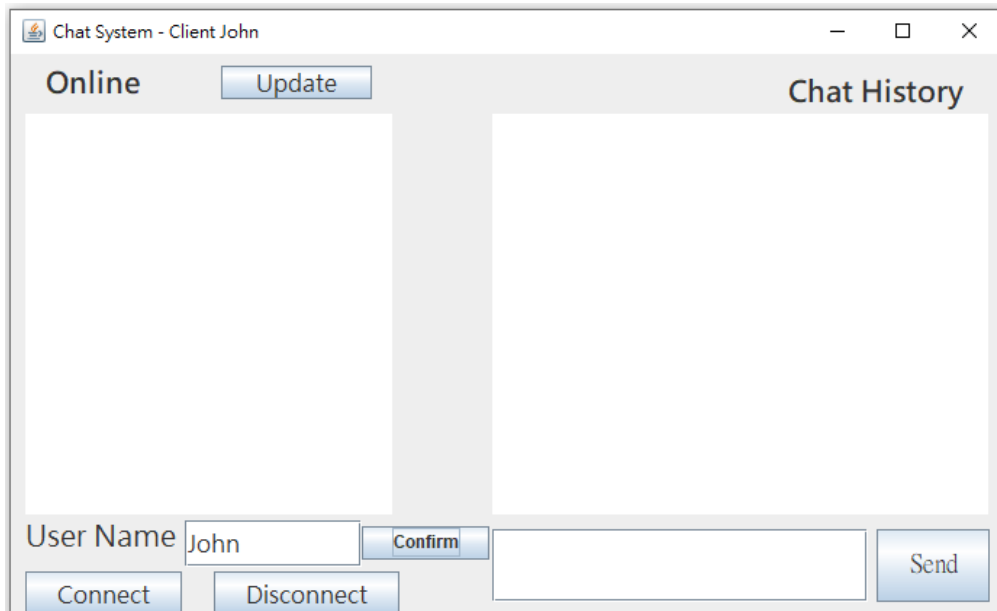 Chat System - Client John
Online
Update
Chat History
User Name
John
Confirm
Send
Connect
Disconnect